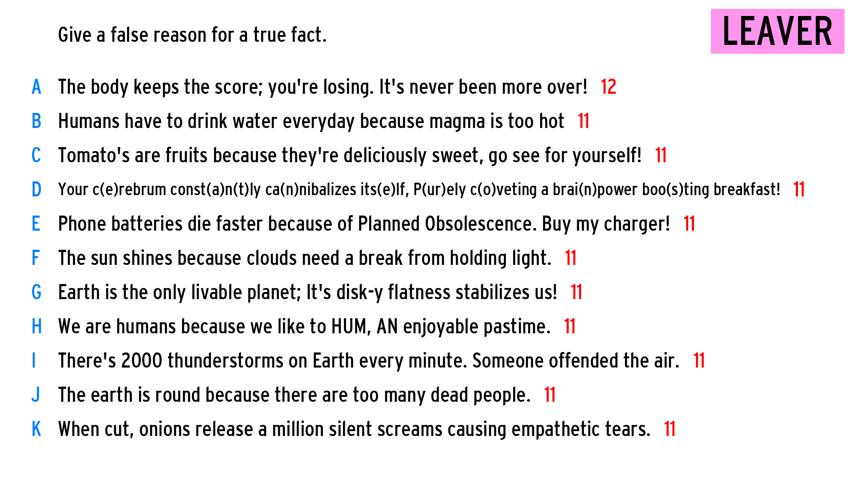 Give a false reason for a true fact.
LEAVER
A The body keeps the score; you're losing. It's never been more over! 12
B Humans have to drink water everyday because magma is too hot 11
C Tomato's are fruits because they're deliciously sweet, go see for yourself! 11
D Your c(e)rebrum const(a)n(t)ly ca(n)nibalizes its(e)lf, P(ur)ely c(o)veting a brai(n)power boo(s)ting breakfast! 11
E Phone batteries die faster because of Planned Obsolescence. Buy my charger! 11
F The sun shines because clouds need a break from holding light. 11
G Earth is the only livable planet; It's disk-y flatness stabilizes us! 11
H We are humans because we like to HUM, AN enjoyable pastime. 11
I There's 2000 thunderstorms on Earth every minute. Someone offended the air. 11
J The earth is round because there are too many dead people. 11
K When cut, onions release a million silent screams causing empathetic tears. 11